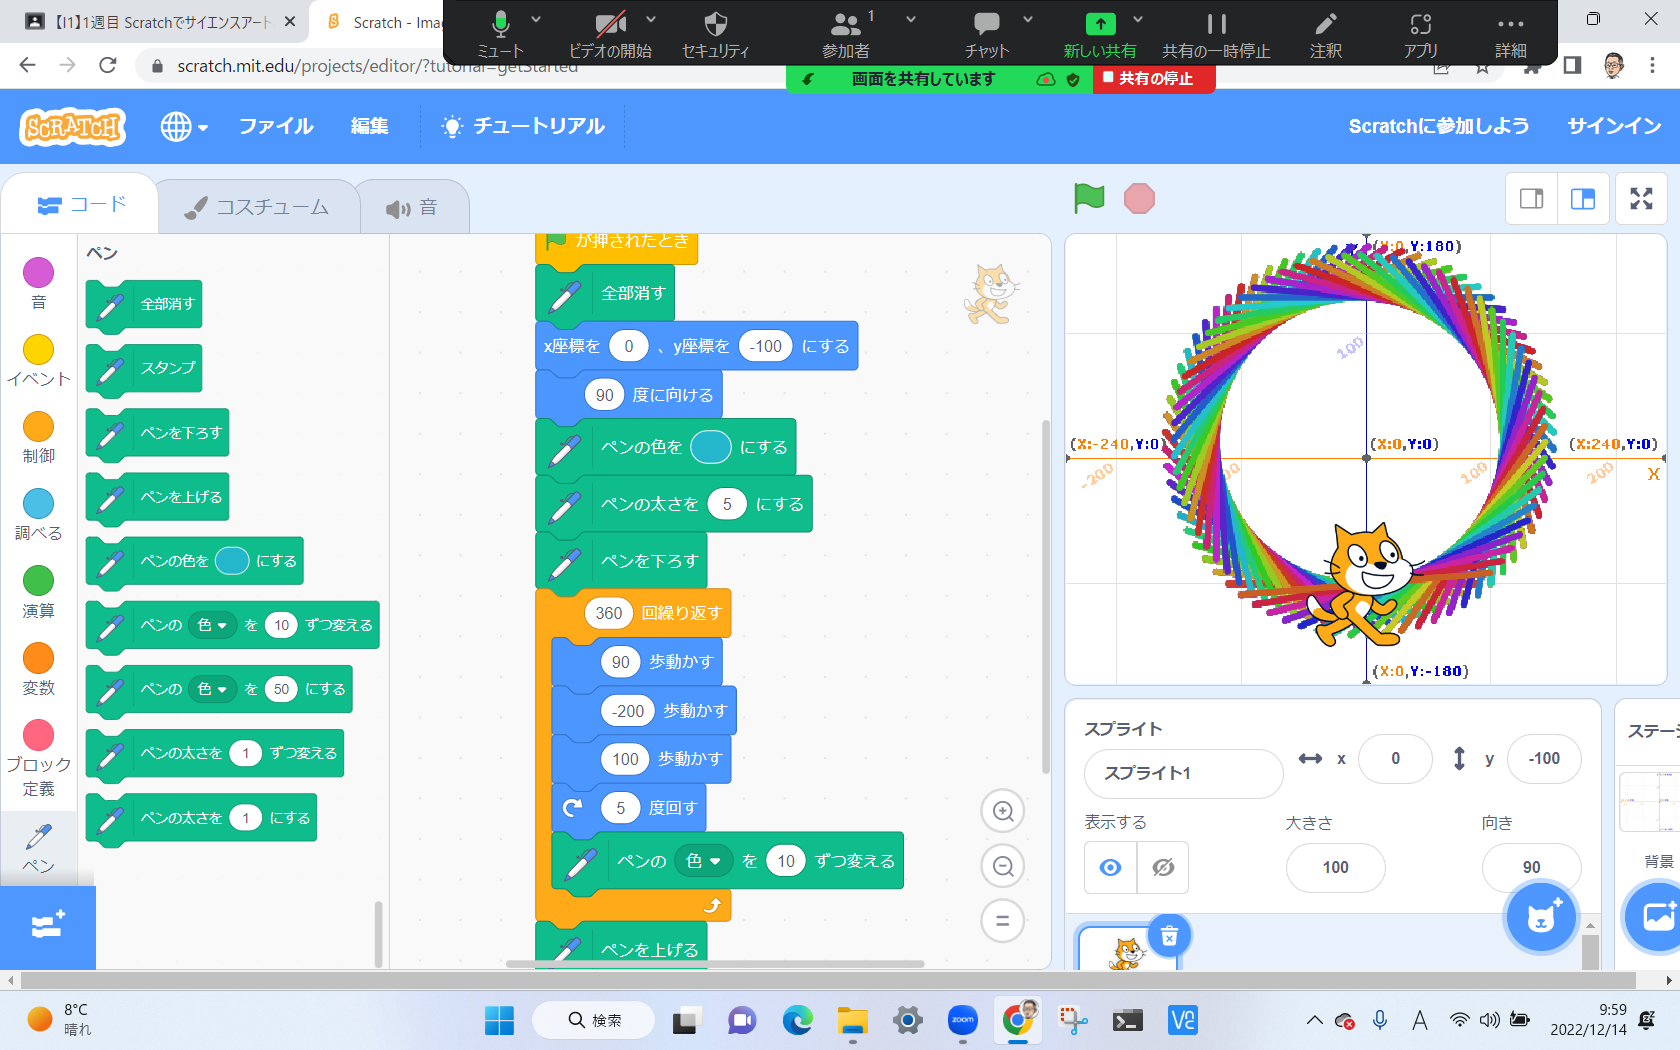 【I1】1週目 Scratchでサイエンスアート
Scratch - Imag
ミュート
ビデオの開始
セキュリティ
参加者
1
チャット
新しい共有
共有の一時停止
注釈
アプリ
詳細
scratch.mit.edu/projects/editor/?tutorial=getStarted
画面を共有しています
共有の停止
SCRATCH
ファイル
編集
チュートリアル
Scratchに参加しよう
サインイン
コード
コスチューム
音
音
イベント
制御
調べる
演算
変数
ブロック
定義
ペン
ペン
全部消す
スタンプ
ペンを下ろす
ペンを上げる
ペンの色を にする
ペンの 色 を 10 ずつ変える
ペンの 色 を 50 にする
ペンの太さを 1 ずつ変える
ペンの太さを 1 にする
が押されたとき
全部消す
x座標を 0 、y座標を -100 にする
90 度に向ける
ペンの色を にする
ペンの太さを 5 にする
ペンを下ろす
360 回繰り返す
90 歩動かす
-200 歩動かす
100 歩動かす
5 度回す
ペンの 色 を 10 ずつ変える
ペンを上げる
(X:0,Y:180)
100
(X:-240,Y:0)
(X:0,Y:0)
(X:240,Y:0)
-200
100
200
X
(X:0,Y:-180)
スプライト
スプライト1
x
0
y
-100
表示する
大きさ
100
向き
90
ステージ
背景
8°C
晴れ
検索
zoom
A
9:59
2022/12/14